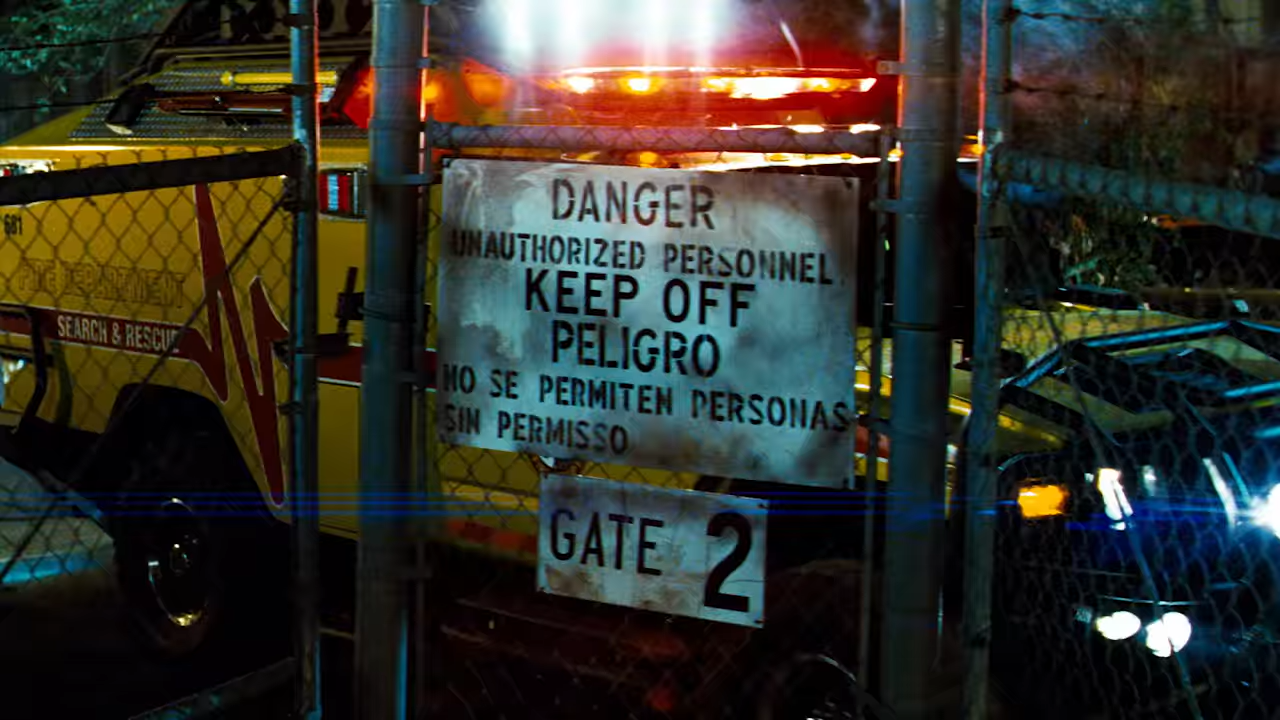 DANGER
UNAUTHORIZED PERSONNEL
KEEP OFF
PELIGRO
NO SE PERMITEN PERSONAS
SIN PERMISSO
GATE 2
681
FIRE DEPARTMENT
SEARCH & RESCUE